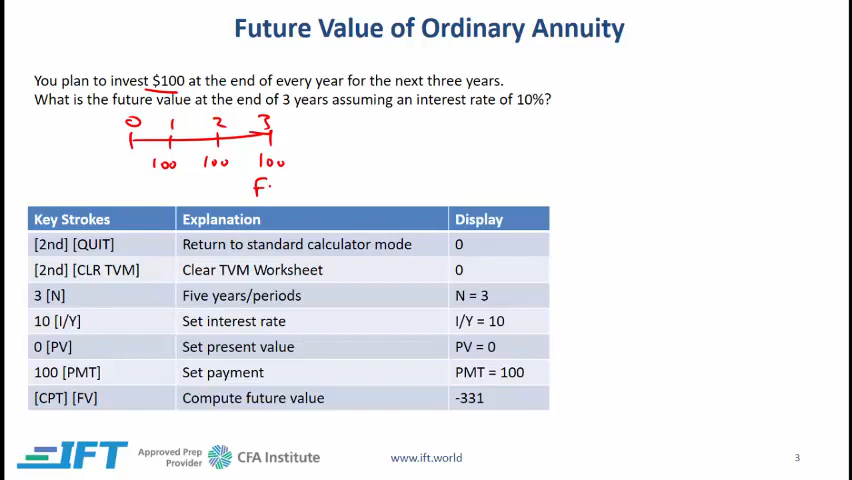 Future Value of Ordinary Annuity
You plan to invest $100 at the end of every year for the next three years.
What is the future value at the end of 3 years assuming an interest rate of 10%?
0 1 2 3
100 100 100
F
Key Strokes Explanation Display
[2nd] [QUIT] Return to standard calculator mode 0
[2nd] [CLR TVM] Clear TVM Worksheet 0
3 [N] Five years/periods N = 3
10 [I/Y] Set interest rate I/Y = 10
0 [PV] Set present value PV = 0
100 [PMT] Set payment PMT = 100
[CPT] [FV] Compute future value -331
IFT Approved Prep Provider CFA Institute www.ift.world 3